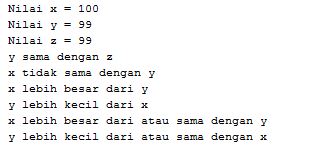 Nilai x = 100
Nilai y = 99
Nilai z = 99
y sama dengan z
x tidak sama dengan y
x lebih besar dari y
y lebih kecil dari x
x lebih besar dari atau sama dengan y
y lebih kecil dari atau sama dengan x